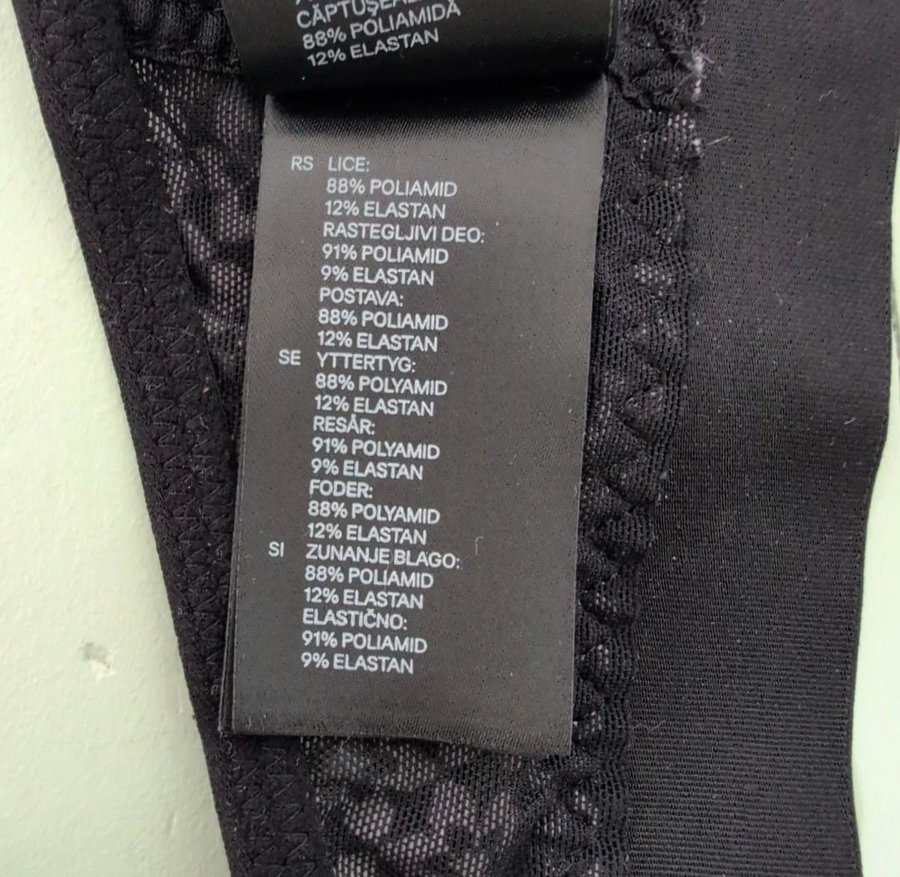 CĂPTUȘEALĂ
88% POLIAMIDĂ
12% ELASTAN
RS LICE:
88% POLIAMID
12% ELASTAN
RASTEGLJIVI DEO:
91% POLIAMID
9% ELASTAN
POSTAVA:
88% POLIAMID
12% ELASTAN
SE YTTERTYG:
88% POLYAMID
12% ELASTAN
RESÅR:
91% POLYAMID
9% ELASTAN
FODER:
88% POLYAMID
12% ELASTAN
SI ZUNANJE BLAGO:
88% POLIAMID
12% ELASTAN
ELASTIČNO:
91% POLIAMID
9% ELASTAN